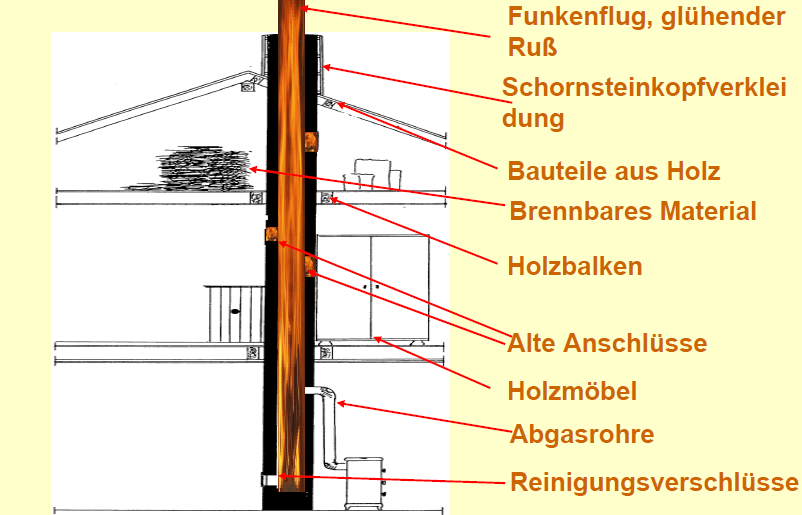 Funkenflug, glühender
Ruß
Schornsteinkopfverklei
dung
Bauteile aus Holz
Brennbares Material
Holzbalken
Alte Anschlüsse
Holzmöbel
Abgasrohre
Reinigungsverschlüsse